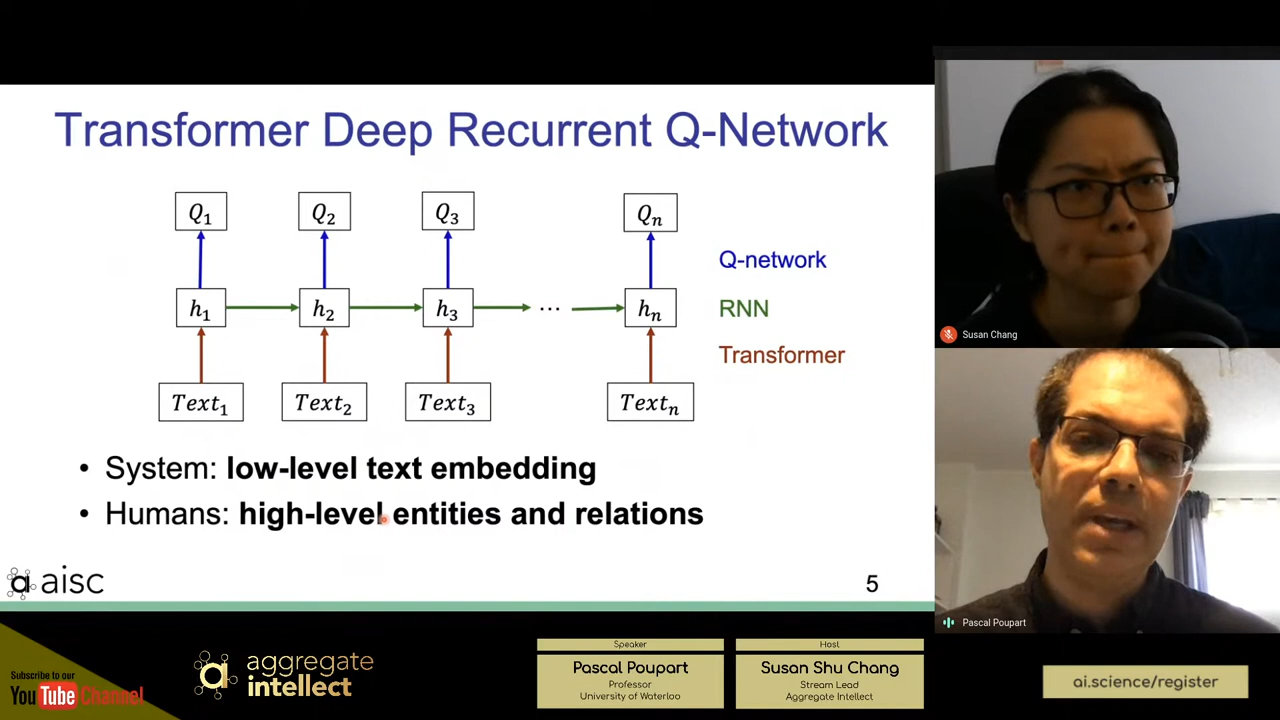 Transformer Deep Recurrent Q-Network
Q₁ Q₂ Q₃ Qₙ
Q-network
h₁ h₂ h₃ ... hₙ
RNN
Transformer
Text₁ Text₂ Text₃ Textₙ
• System: low-level text embedding
• Humans: high-level entities and relations
a aisc
5
Susan Chang
Pascal Poupart
Subscribe to our
YouTube Channel
a aggregate
intellect
Speaker
Pascal Poupart
Professor
University of Waterloo
Host
Susan Shu Chang
Stream Lead
Aggregate Intellect
ai.science/register